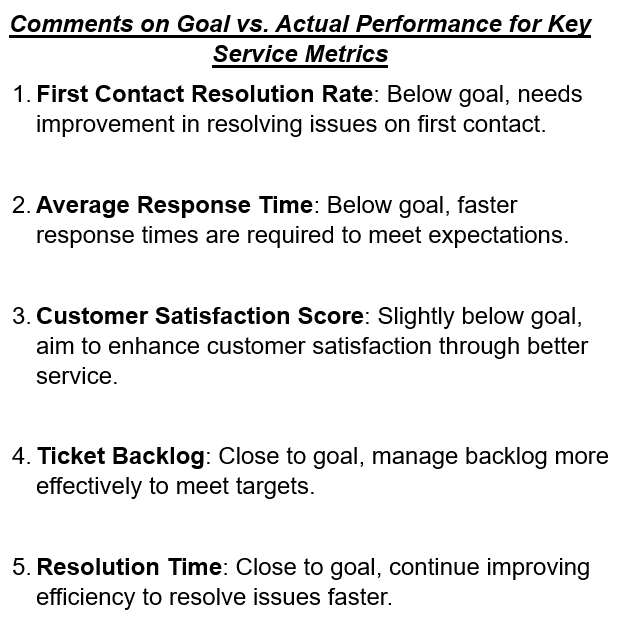 Comments on Goal vs. Actual Performance for Key
Service Metrics
1. First Contact Resolution Rate: Below goal, needs
improvement in resolving issues on first contact.
2. Average Response Time: Below goal, faster
response times are required to meet expectations.
3. Customer Satisfaction Score: Slightly below goal,
aim to enhance customer satisfaction through better
service.
4. Ticket Backlog: Close to goal, manage backlog more
effectively to meet targets.
5. Resolution Time: Close to goal, continue improving
efficiency to resolve issues faster.